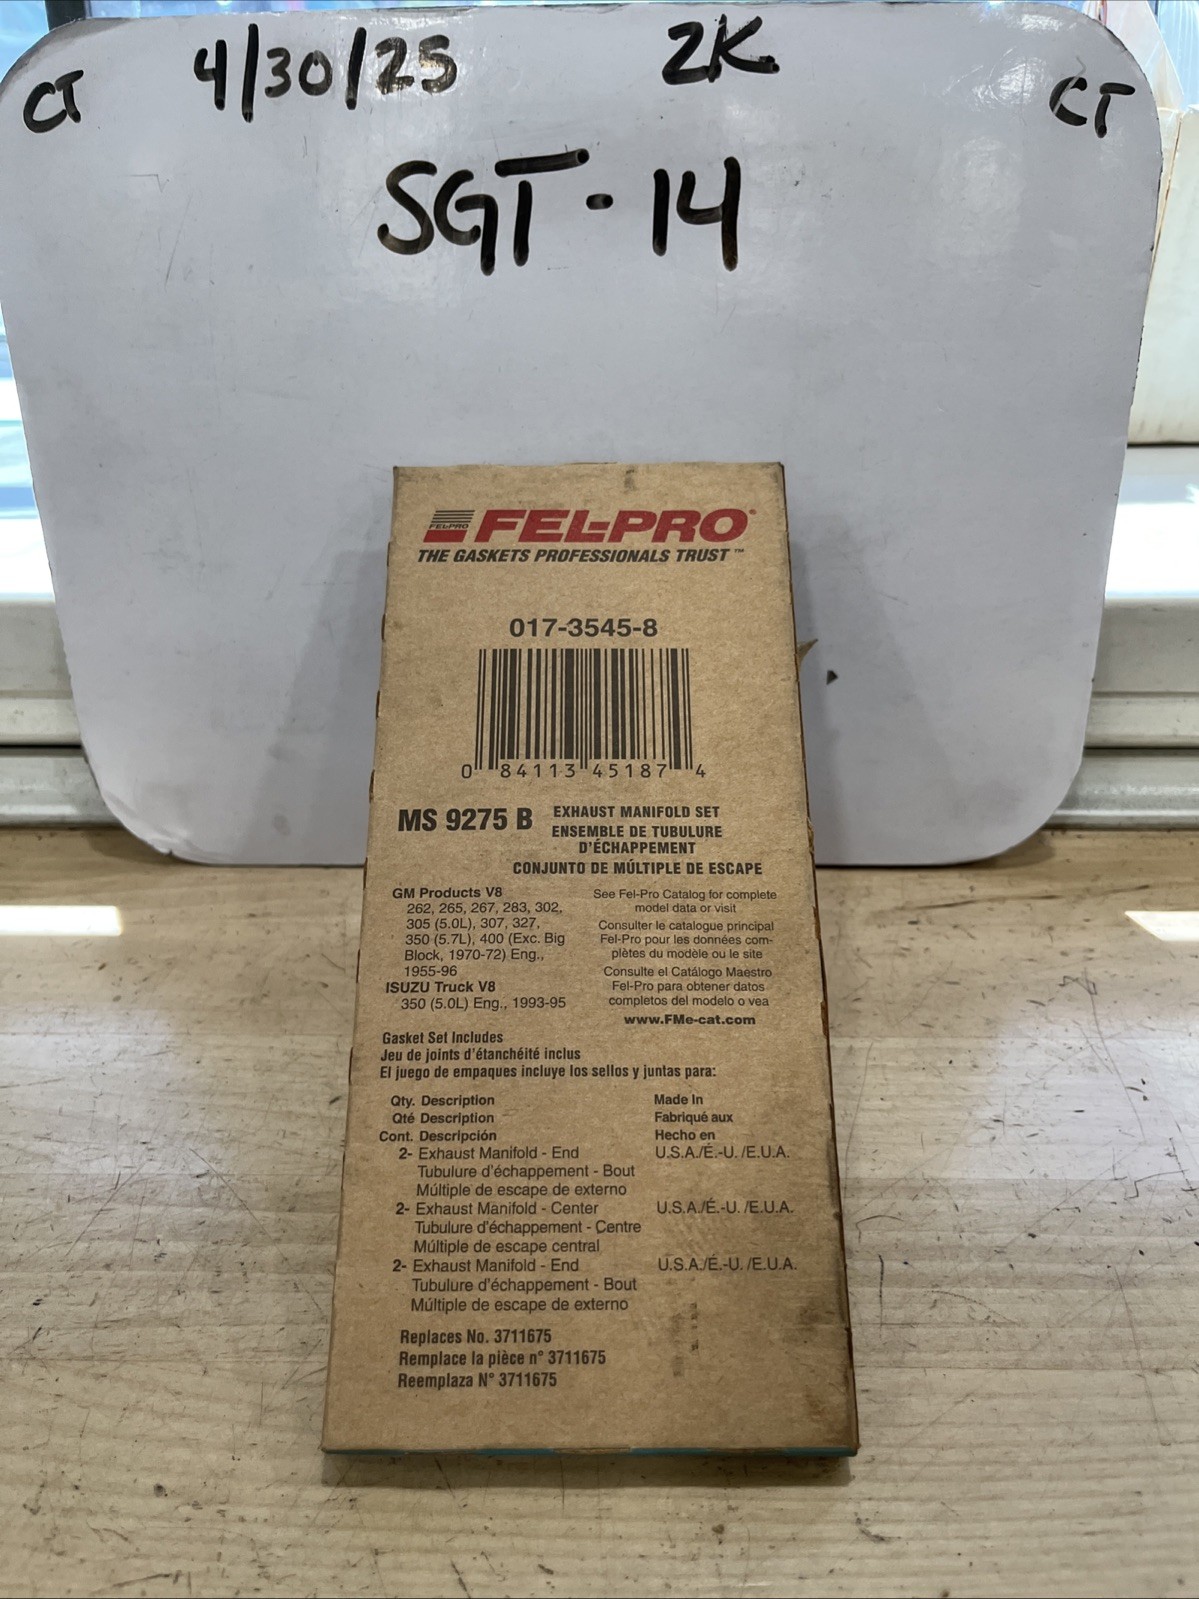 CT 4/30/25 2K CT
SGT-14
FEL-PRO
FEL-PRO®
THE GASKETS PROFESSIONALS TRUST™
017-3545-8
0 84113 45187 4
MS 9275 B
EXHAUST MANIFOLD SET
ENSEMBLE DE TUBULURE
D'ÉCHAPPEMENT
CONJUNTO DE MÚLTIPLE DE ESCAPE
GM Products V8
262, 265, 267, 283, 302,
305 (5.0L), 307, 327,
350 (5.7L), 400 (Exc. Big
Block, 1970-72) Eng.,
1955-96
ISUZU Truck V8
350 (5.0L) Eng., 1993-95
See Fel-Pro Catalog for complete
model data or visit
Consulter le catalogue principal
Fel-Pro pour les données com-
plètes du modèle ou le site
Consulte el Catálogo Maestro
Fel-Pro para obtener datos
completos del modelo o vea
www.FMe-cat.com
Gasket Set Includes
Jeu de joints d'étanchéité inclus
El juego de empaques incluye los sellos y juntas para:
Qty. Description Made In
Qté Description Fabriqué aux
Cont. Descripción Hecho en
2- Exhaust Manifold - End U.S.A./É.-U./E.U.A.
Tubulure d'échappement - Bout
Múltiple de escape de externo
2- Exhaust Manifold - Center U.S.A./É.-U./E.U.A.
Tubulure d'échappement - Centre
Múltiple de escape central
2- Exhaust Manifold - End U.S.A./É.-U./E.U.A.
Tubulure d'échappement - Bout
Múltiple de escape de externo
Replaces No. 3711675
Remplace la pièce n° 3711675
Reemplaza N° 3711675